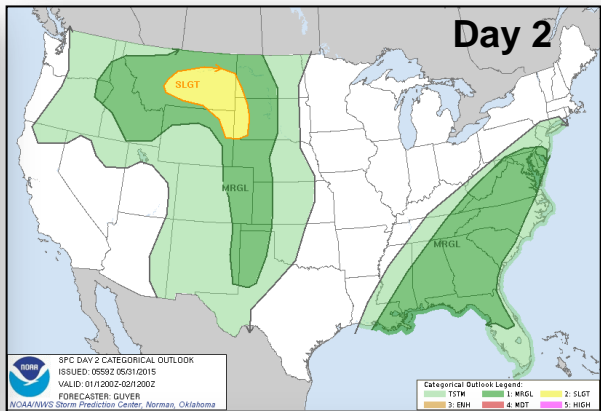 Day 2
SLGT
MRGL
MRGL
NOAA
SPC DAY 2 CATEGORICAL OUTLOOK
ISSUED: 0559Z 05/31/2015
VALID: 01/1200Z-02/1200Z
FORECASTER: GUYER
NOAA/NWS Storm Prediction Center, Norman, Oklahoma
Categorical Outlook Legend:
TSTM 1: MRGL 2: SLGT
3: ENH 4: MDT 5: HIGH